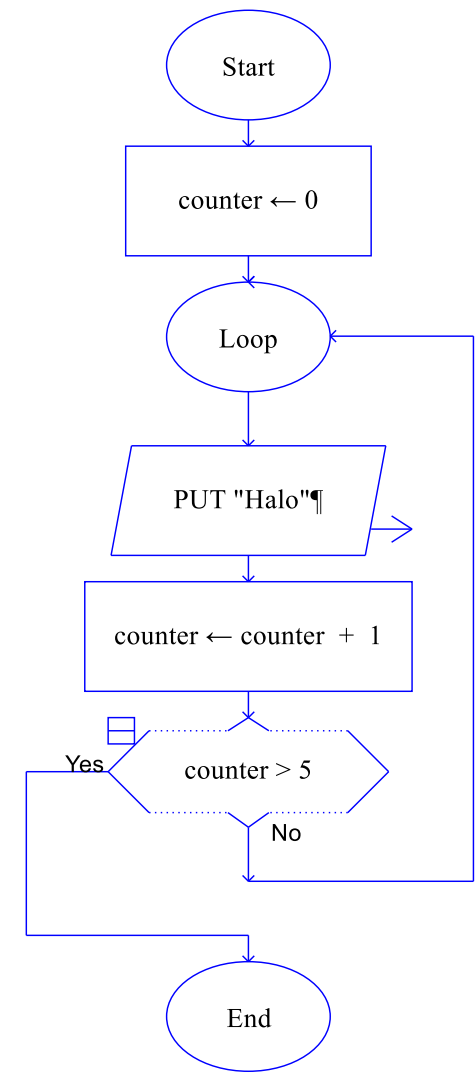 Start
counter ← 0
Loop
PUT "Halo"¶
counter ← counter + 1
Yes
counter > 5
No
End